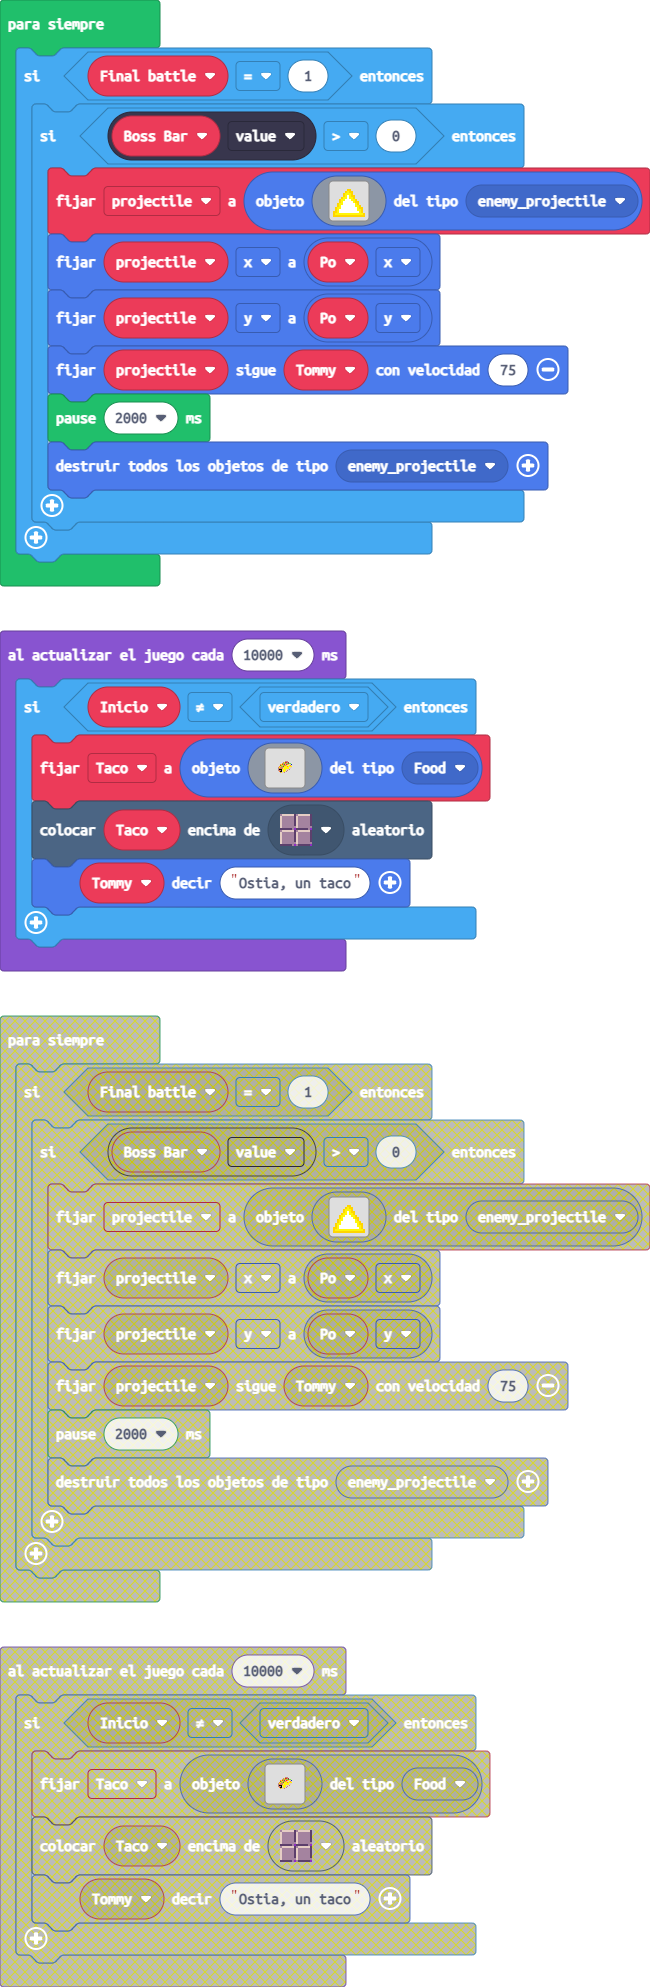 para siempre
si Final battle = 1 entonces
si Boss Bar value > 0 entonces
fijar projectile a objeto del tipo enemy_projectile
fijar projectile x a Po x
fijar projectile y a Po y
fijar projectile sigue Tommy con velocidad 75
pause 2000 ms
destruir todos los objetos de tipo enemy_projectile
al actualizar el juego cada 10000 ms
si Inicio ≠ verdadero entonces
fijar Taco a objeto del tipo Food
colocar Taco encima de aleatorio
Tommy decir "Ostia, un taco"
para siempre
si Final battle = 1 entonces
si Boss Bar value > 0 entonces
fijar projectile a objeto del tipo enemy_projectile
fijar projectile x a Po x
fijar projectile y a Po y
fijar projectile sigue Tommy con velocidad 75
pause 2000 ms
destruir todos los objetos de tipo enemy_projectile
al actualizar el juego cada 10000 ms
si Inicio ≠ verdadero entonces
fijar Taco a objeto del tipo Food
colocar Taco encima de aleatorio
Tommy decir "Ostia, un taco"